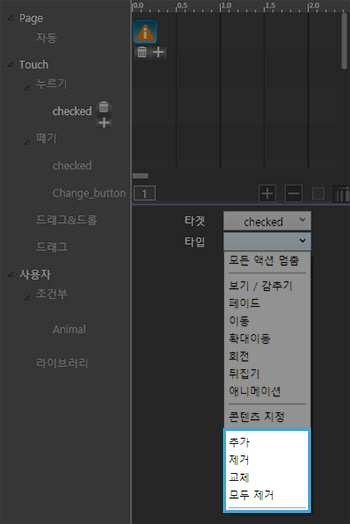 Page
자동
Touch
누르기
checked
떼기
checked
Change_button
드래그&드롭
드래그
사용자
조건부
Animal
라이브러리
0.0 0.5 1.0 1.5 2.0
1
타겟 checked
타입
모든 액션 멈춤
보기 / 감추기
페이드
이동
확대이동
회전
뒤집기
애니메이션
콘텐츠 지정
추가
제거
교체
모두 제거